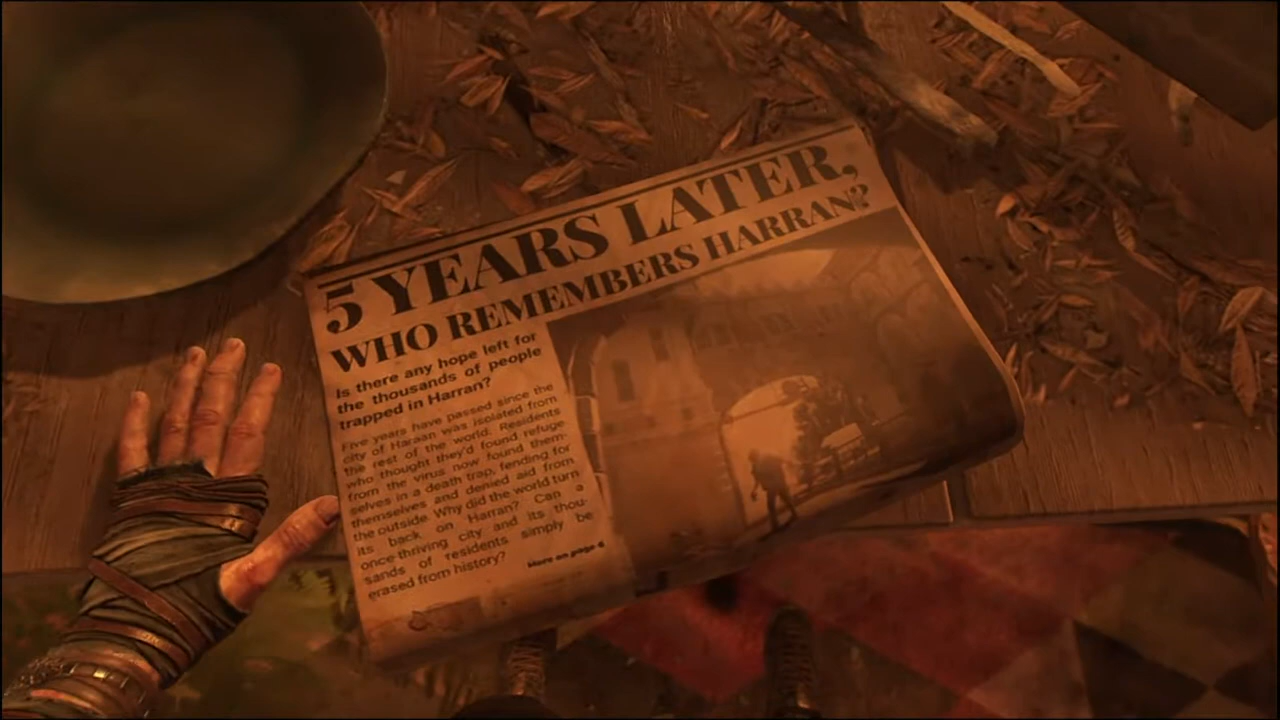 5 YEARS LATER,
WHO REMEMBERS HARRAN?
Is there any hope left for
the thousands of people
trapped in Harran?
Five years have passed since the
city of Haraan was isolated from
the rest of the world. Residents
who thought they'd found refuge
from the virus now found them-
selves in a death trap, fending for
themselves and denied aid from
the outside. Why did the world turn
its back on Harran? Can a
once-thriving city and its thou-
sands of residents simply be
erased from history?
More on page 6